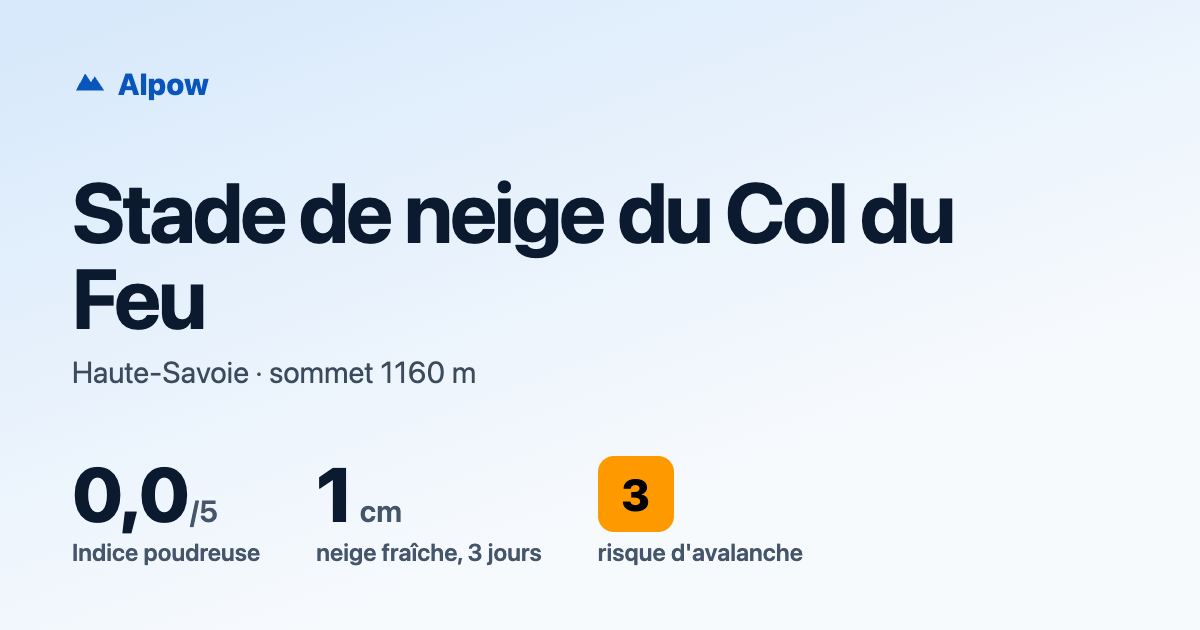 Alpow
Stade de neige du Col du
Feu
Haute-Savoie · sommet 1160 m
0,0/5
Indice poudreuse
1 cm
neige fraîche, 3 jours
3
risque d'avalanche